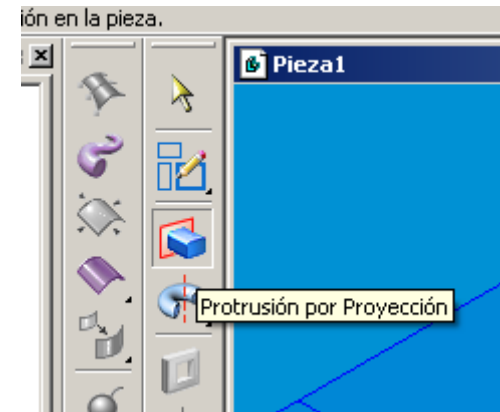 ión en la pieza.
Pieza1
Protrusión por Proyección